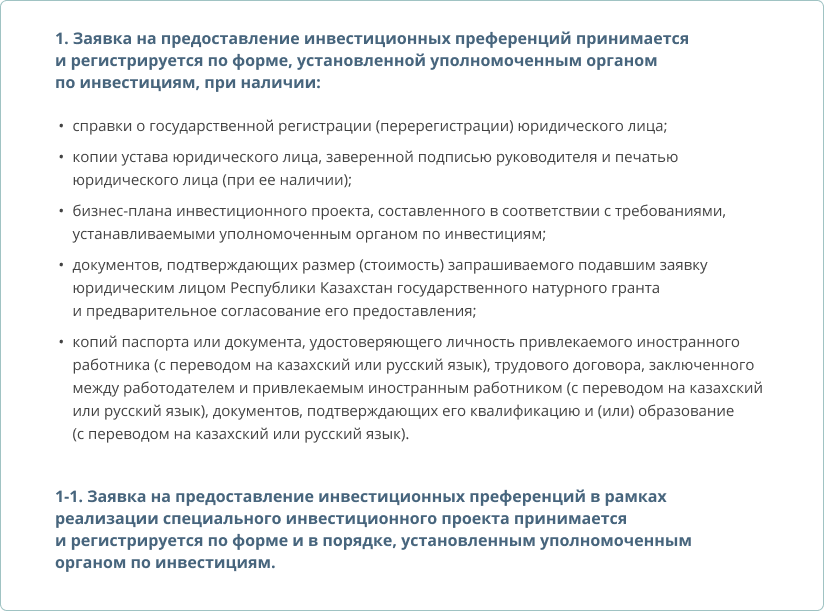 1. Заявка на предоставление инвестиционных преференций принимается
и регистрируется по форме, установленной уполномоченным органом
по инвестициям, при наличии:
• справки о государственной регистрации (перерегистрации) юридического лица;
• копии устава юридического лица, заверенной подписью руководителя и печатью
юридического лица (при ее наличии);
• бизнес-плана инвестиционного проекта, составленного в соответствии с требованиями,
устанавливаемыми уполномоченным органом по инвестициям;
• документов, подтверждающих размер (стоимость) запрашиваемого подавшим заявку
юридическим лицом Республики Казахстан государственного натурного гранта
и предварительное согласование его предоставления;
• копий паспорта или документа, удостоверяющего личность привлекаемого иностранного
работника (с переводом на казахский или русский язык), трудового договора, заключенного
между работодателем и привлекаемым иностранным работником (с переводом на казахский
или русский язык), документов, подтверждающих его квалификацию и (или) образование
(с переводом на казахский или русский язык).
1-1. Заявка на предоставление инвестиционных преференций в рамках
реализации специального инвестиционного проекта принимается
и регистрируется по форме и в порядке, установленным уполномоченным
органом по инвестициям.